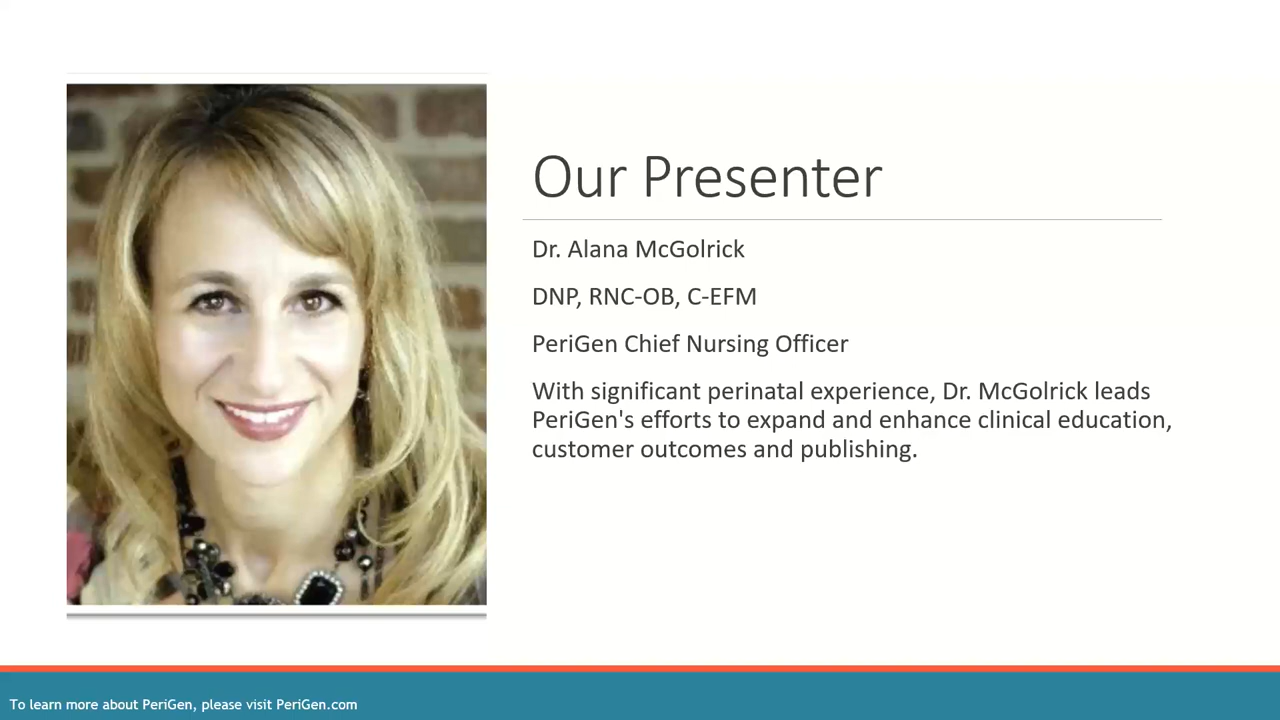 Our Presenter
Dr. Alana McGolrick
DNP, RNC-OB, C-EFM
PeriGen Chief Nursing Officer
With significant perinatal experience, Dr. McGolrick leads
PeriGen's efforts to expand and enhance clinical education,
customer outcomes and publishing.
To learn more about PeriGen, please visit PeriGen.com